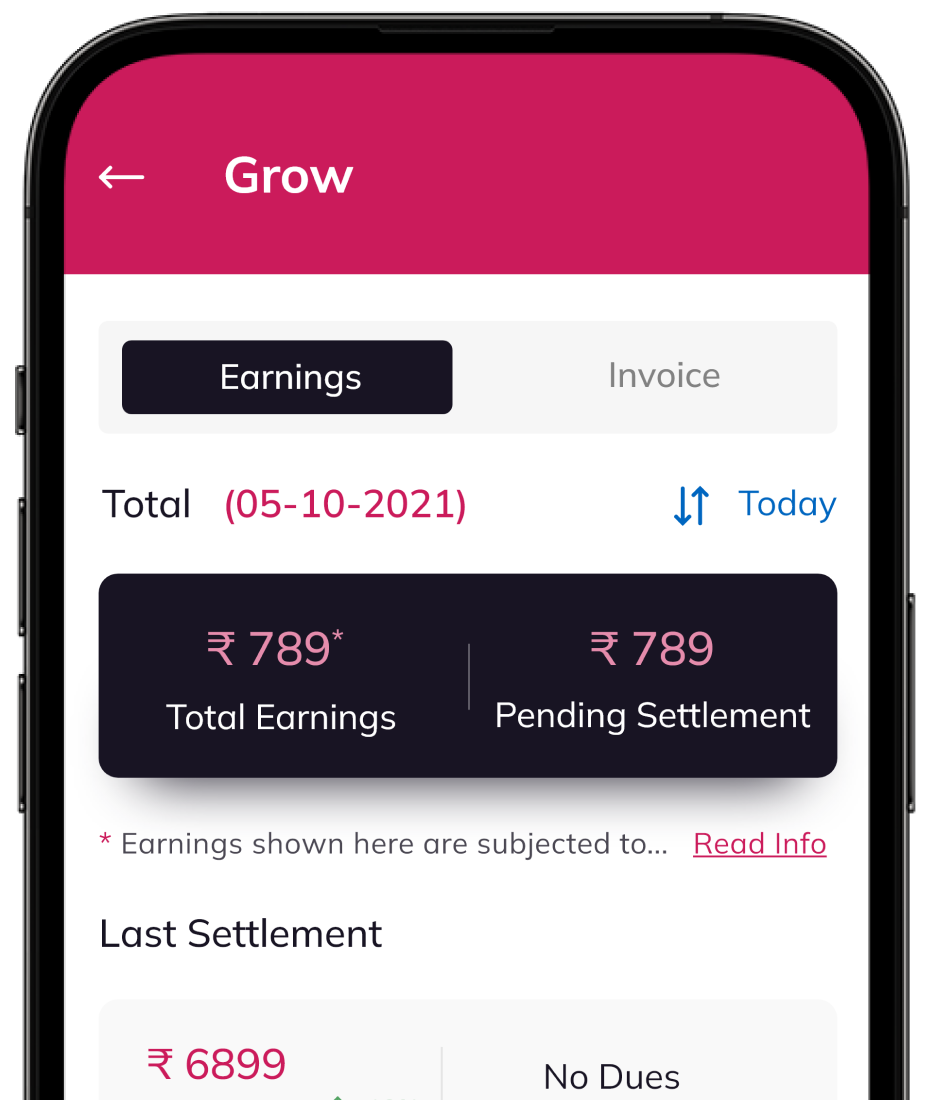 Grow
Earnings Invoice
Total (05-10-2021) Today
₹ 789* ₹ 789
Total Earnings Pending Settlement
* Earnings shown here are subjected to... Read Info
Last Settlement
₹ 6899 No Dues